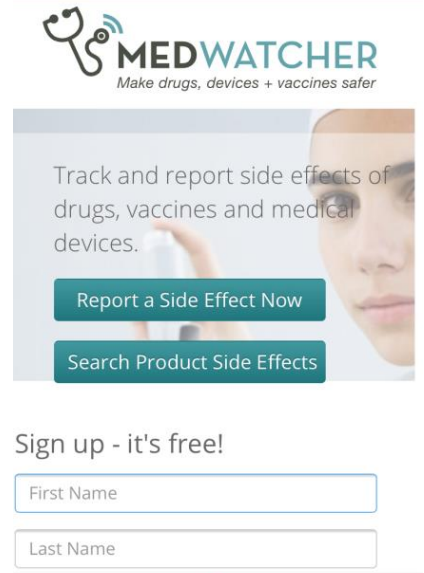 MEDWATCHER
Make drugs, devices + vaccines safer
Track and report side effects of
drugs, vaccines and medical
devices.
Report a Side Effect Now
Search Product Side Effects
Sign up - it's free!
First Name
Last Name